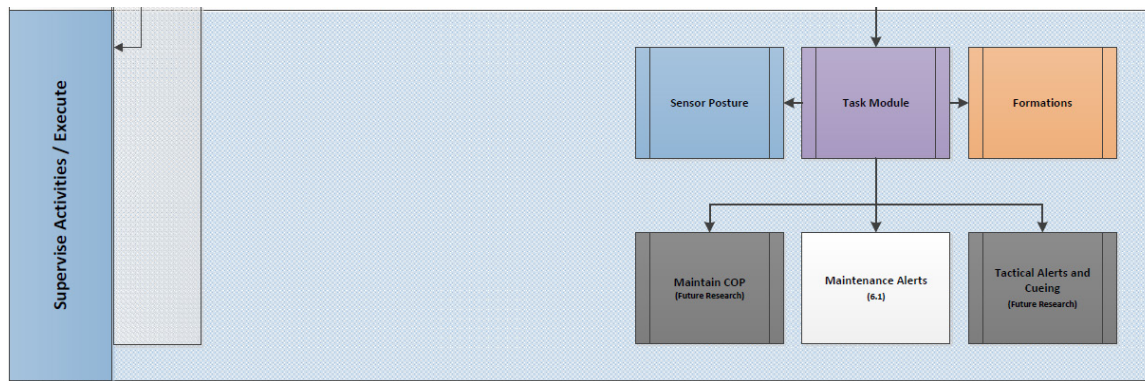 Supervise Activities / Execute
Sensor Posture
Task Module
Formations
Maintain COP
(Future Research)
Maintenance Alerts
(6.1)
Tactical Alerts and
Cueing
(Future Research)